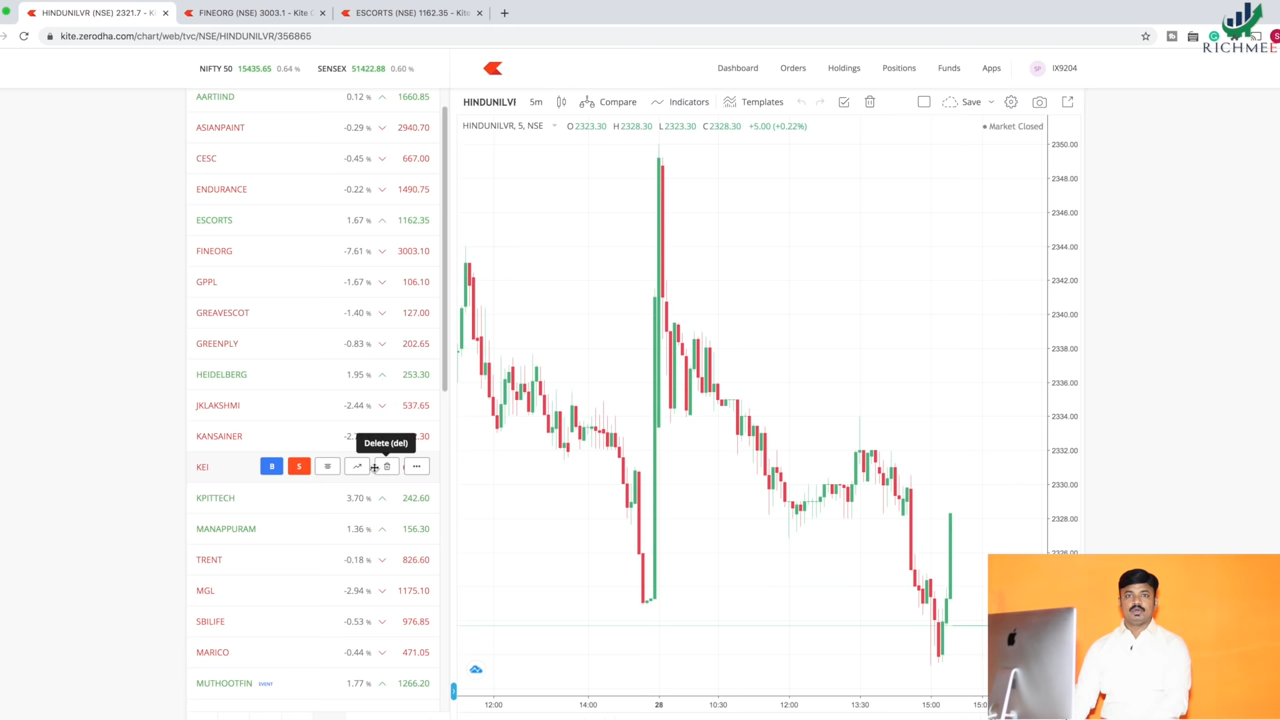 HINDUNILVR (NSE) 2321.7 - Ki
FINEORG (NSE) 3003.1 - Kite
ESCORTS (NSE) 1162.35 - Kite
kite.zerodha.com/chart/web/tvc/NSE/HINDUNILVR/356865
RICHMEE
NIFTY 50 15435.65 0.64 % SENSEX 51422.88 0.60 %
Dashboard Orders Holdings Positions Funds Apps SP IX9204
AARTIIND 0.12 % 1660.85
ASIANPAINT -0.29 % 2940.70
CESC -0.45 % 667.00
ENDURANCE -0.22 % 1490.75
ESCORTS 1.67 % 1162.35
FINEORG -7.61 % 3003.10
GPPL -1.67 % 106.10
GREAVESCOT -1.40 % 127.00
GREENPLY -0.83 % 202.65
HEIDELBERG 1.95 % 253.30
JKLAKSHMI -2.44 % 537.65
KANSAINER
Delete (del)
KEI B S
KPITTECH 3.70 % 242.60
MANAPPURAM 1.36 % 156.30
TRENT -0.18 % 826.60
MGL -2.94 % 1175.10
SBILIFE -0.53 % 976.85
MARICO -0.44 % 471.05
MUTHOOTFIN EVENT 1.77 % 1266.20
HINDUNILVR 5m Compare Indicators Templates Save
HINDUNILVR, 5, NSE O2323.30 H2328.30 L2323.30 C2328.30 +5.00 (+0.22%) Market Closed
2350.00
2348.00
2346.00
2344.00
2342.00
2340.00
2338.00
2336.00
2334.00
2332.00
2330.00
2328.00
12:00 14:00 28 10:30 12:00 13:30 15:00